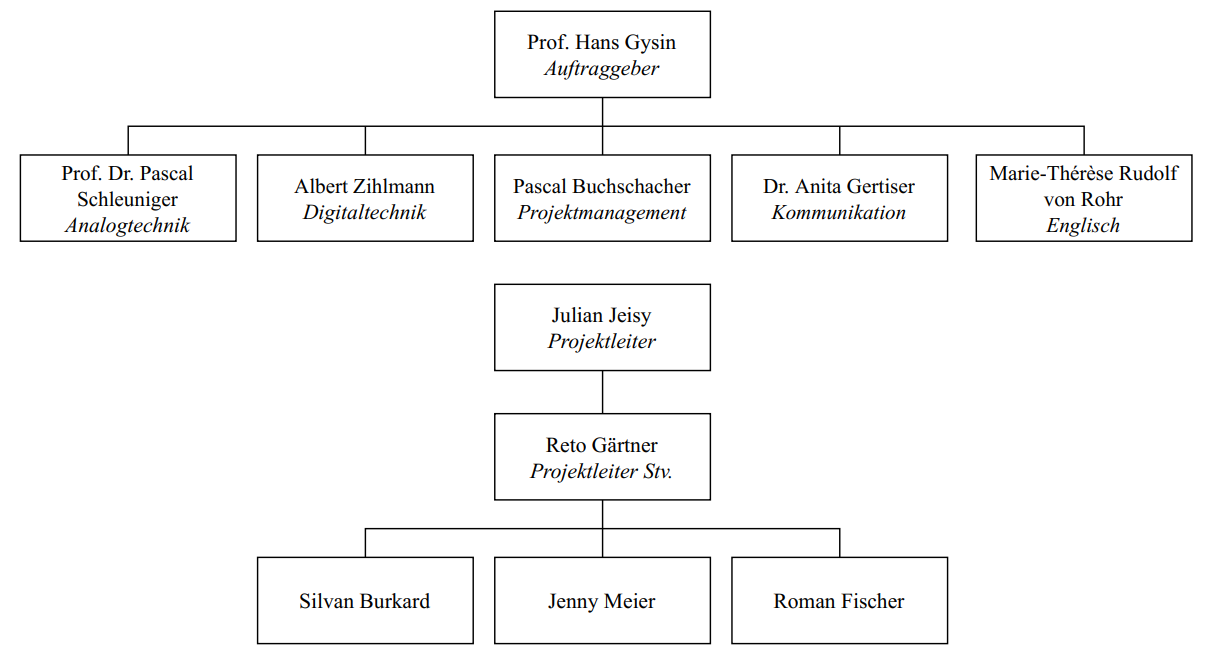 Prof. Hans Gysin
Auftraggeber
Prof. Dr. Pascal
Schleuniger
Analogtechnik
Albert Zihlmann
Digitaltechnik
Pascal Buchschacher
Projektmanagement
Dr. Anita Gertiser
Kommunikation
Marie-Thérèse Rudolf
von Rohr
Englisch
Julian Jeisy
Projektleiter
Reto Gärtner
Projektleiter Stv.
Silvan Burkard
Jenny Meier
Roman Fischer